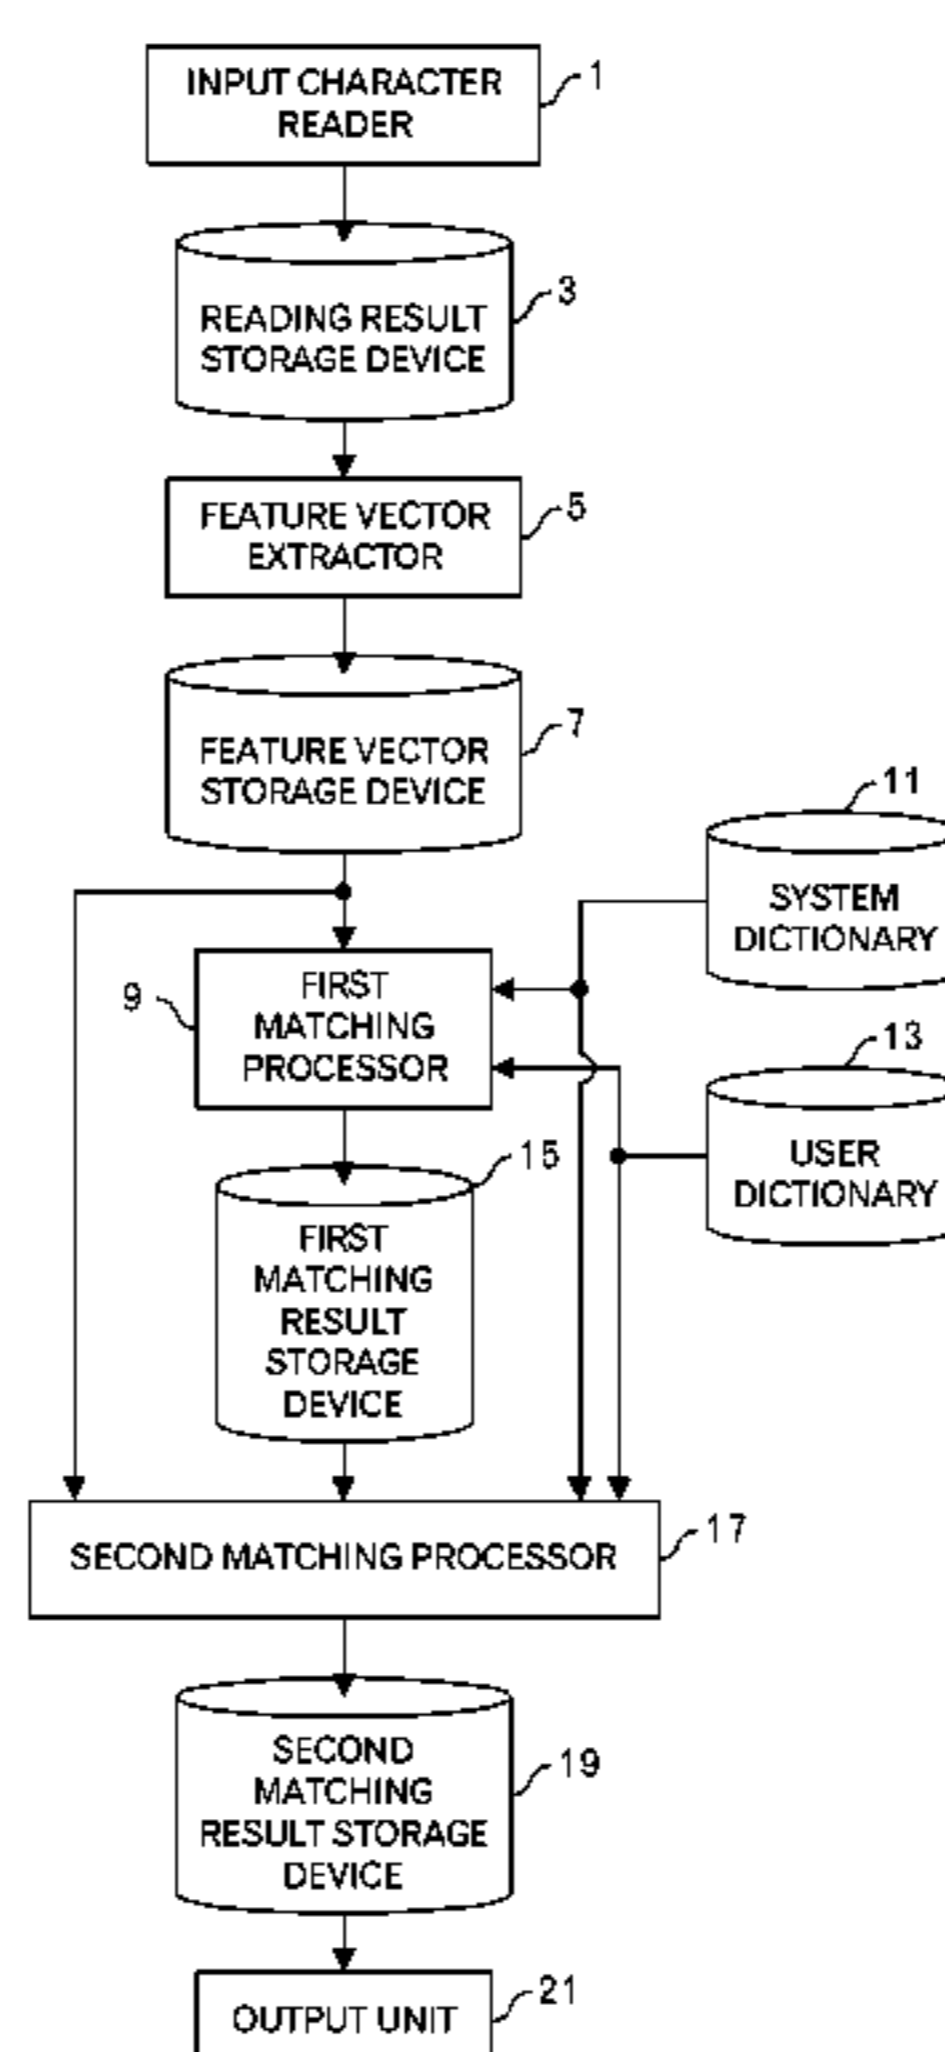 INPUT CHARACTER
READER
1
READING RESULT
STORAGE DEVICE
3
FEATURE VECTOR
EXTRACTOR
5
FEATURE VECTOR
STORAGE DEVICE
7
11
SYSTEM
DICTIONARY
9
FIRST
MATCHING
PROCESSOR
13
USER
DICTIONARY
15
FIRST
MATCHING
RESULT
STORAGE
DEVICE
SECOND MATCHING PROCESSOR
17
SECOND
MATCHING
RESULT STORAGE
DEVICE
19
OUTPUT UNIT
21